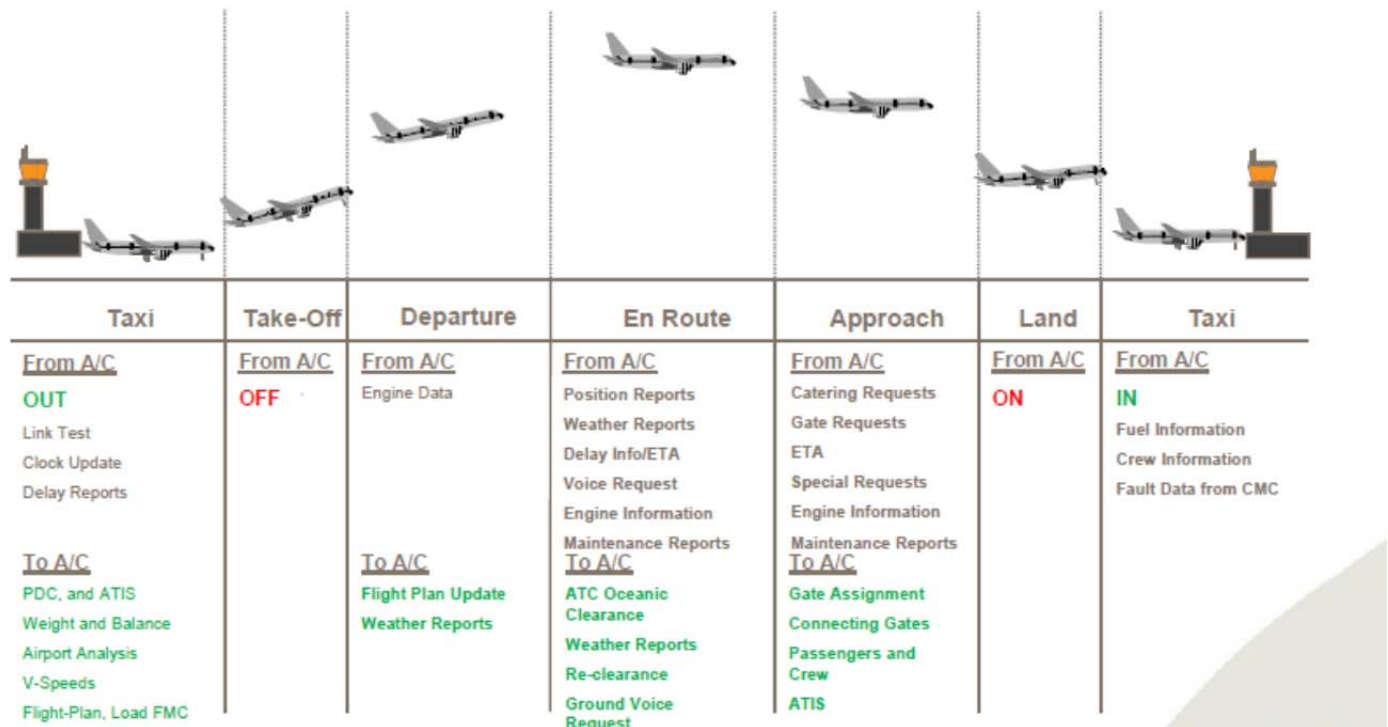 Taxi
Take-Off
Departure
En Route
Approach
Land
Taxi
From A/C
OUT
Link Test
Clock Update
Delay Reports
To A/C
PDC, and ATIS
Weight and Balance
Airport Analysis
V-Speeds
Flight-Plan, Load FMC
From A/C
OFF
From A/C
Engine Data
To A/C
Flight Plan Update
Weather Reports
From A/C
Position Reports
Weather Reports
Delay Info/ETA
Voice Request
Engine Information
Maintenance Reports
To A/C
ATC Oceanic
Clearance
Weather Reports
Re-clearance
Ground Voice
Request
From A/C
Catering Requests
Gate Requests
ETA
Special Requests
Engine Information
Maintenance Reports
To A/C
Gate Assignment
Connecting Gates
Passengers and
Crew
ATIS
From A/C
ON
From A/C
IN
Fuel Information
Crew Information
Fault Data from CMC